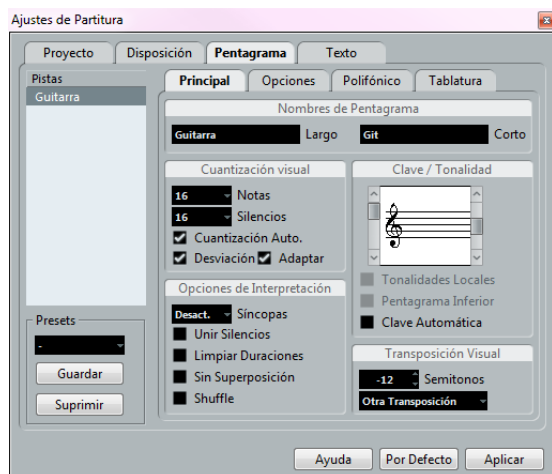 Ajustes de Partitura
Proyecto Disposición Pentagrama Texto
Pistas
Guitarra
Principal Opciones Polifónico Tablatura
Nombres de Pentagrama
Guitarra Largo Git Corto
Cuantización visual
16 Notas
16 Silencios
Cuantización Auto.
Desviación Adaptar
Clave / Tonalidad
Tonalidades Locales
Pentagrama Inferior
Clave Automática
Opciones de Interpretación
Desact. Síncopas
Unir Silencios
Limpiar Duraciones
Sin Superposición
Shuffle
Transposición Visual
-12 Semitonos
Otra Transposición
Presets
-
Guardar
Suprimir
Ayuda Por Defecto Aplicar